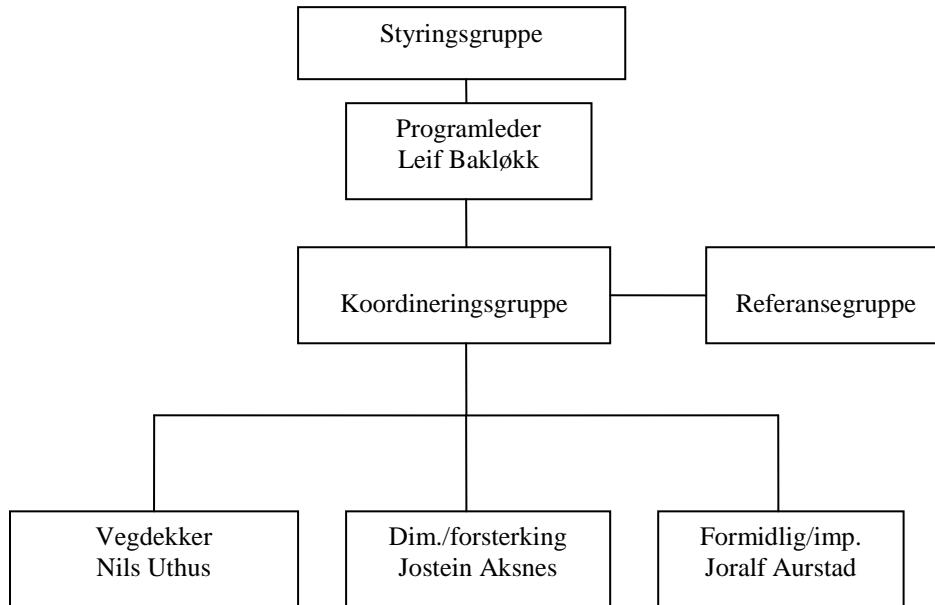 Styringsgruppe
Programleder
Leif Bakløkk
Koordineringsgruppe
Referansegruppe
Vegdekker
Nils Uthus
Dim./forsterking
Jostein Aksnes
Formidlig/imp.
Joralf Aurstad